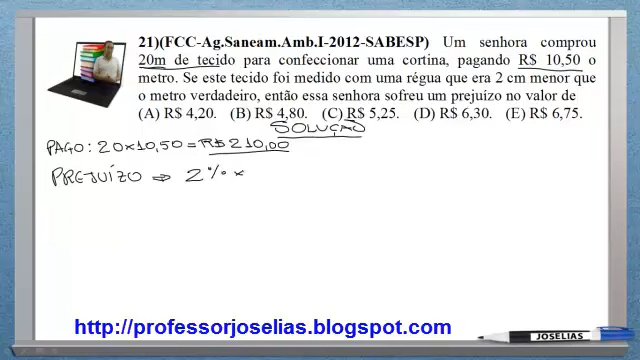 21)(FCC-Ag.Saneam.Amb.I-2012-SABESP) Um senhora comprou
20m de tecido para confeccionar uma cortina, pagando R$ 10,50 o
metro. Se este tecido foi medido com uma régua que era 2 cm menor que
o metro verdadeiro, então essa senhora sofreu um prejuízo no valor de
(A) R$ 4,20. (B) R$ 4,80. (C) R$ 5,25. (D) R$ 6,30. (E) R$ 6,75.
SOLUÇÃO
PAGO: 20 x 10,50 = R$ 210,00
PREJUÍZO ⇒ 2% x
http://professorjoselias.blogspot.com
JOSELIAS